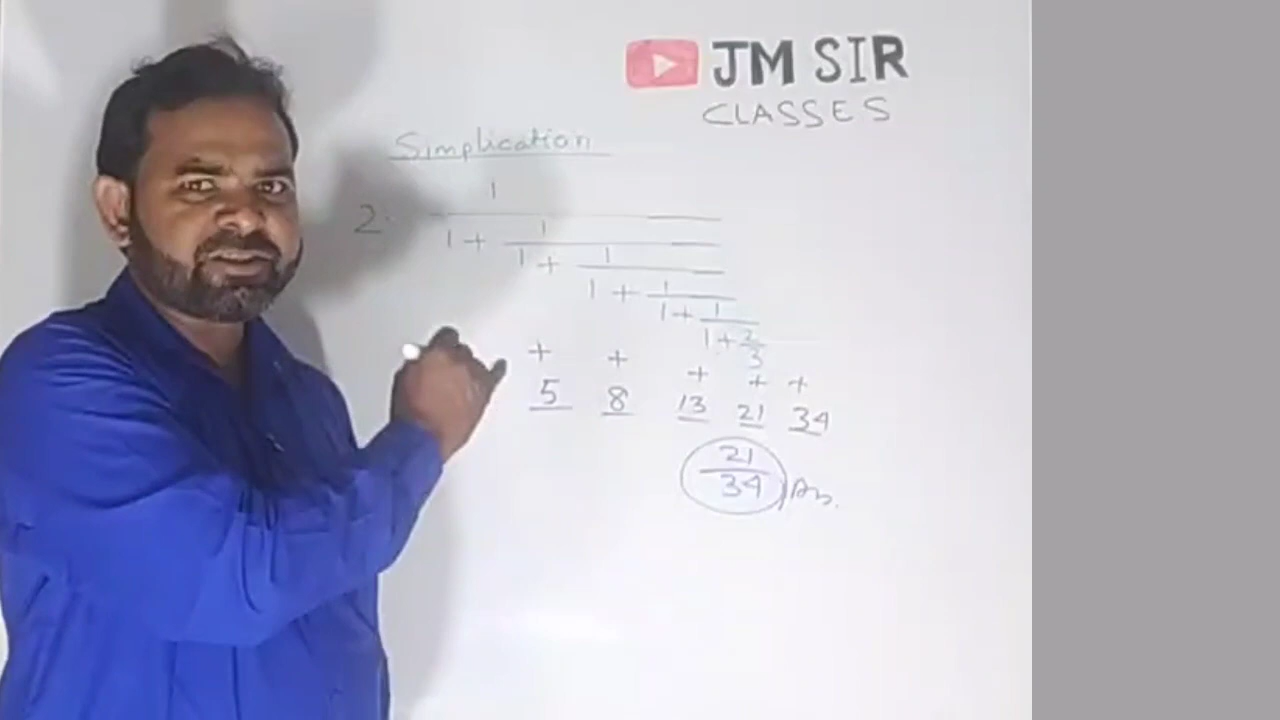 JM SIR
CLASSES
Simplication
2.
1
1 + 1
1 + 1
1 + 1
1 + 1
1 + 2
3
+ + + + +
5 8 13 21 34
21
34 Ans.